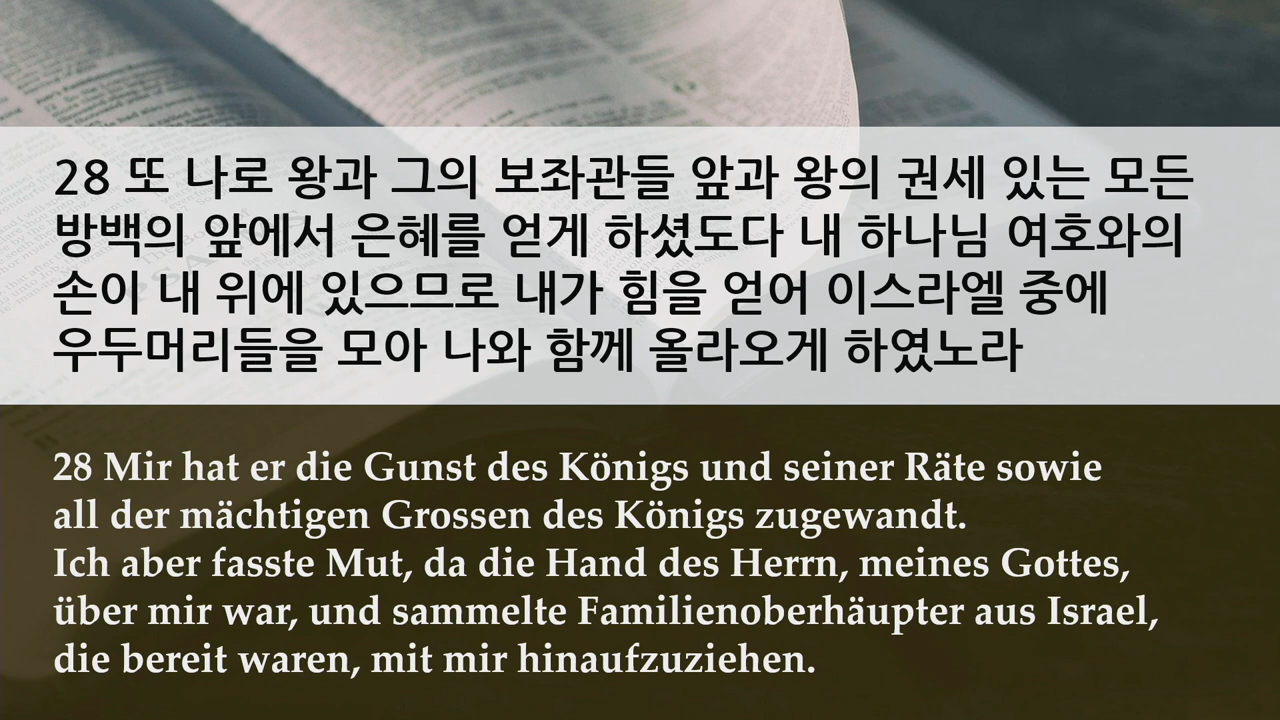 28 또 나로 왕과 그의 보좌관들 앞과 왕의 권세 있는 모든
방백의 앞에서 은혜를 얻게 하셨도다 내 하나님 여호와의
손이 내 위에 있으므로 내가 힘을 얻어 이스라엘 중에
우두머리들을 모아 나와 함께 올라오게 하였노라
28 Mir hat er die Gunst des Königs und seiner Räte sowie
all der mächtigen Grossen des Königs zugewandt.
Ich aber fasste Mut, da die Hand des Herrn, meines Gottes,
über mir war, und sammelte Familienoberhäupter aus Israel,
die bereit waren, mit mir hinaufzuziehen.